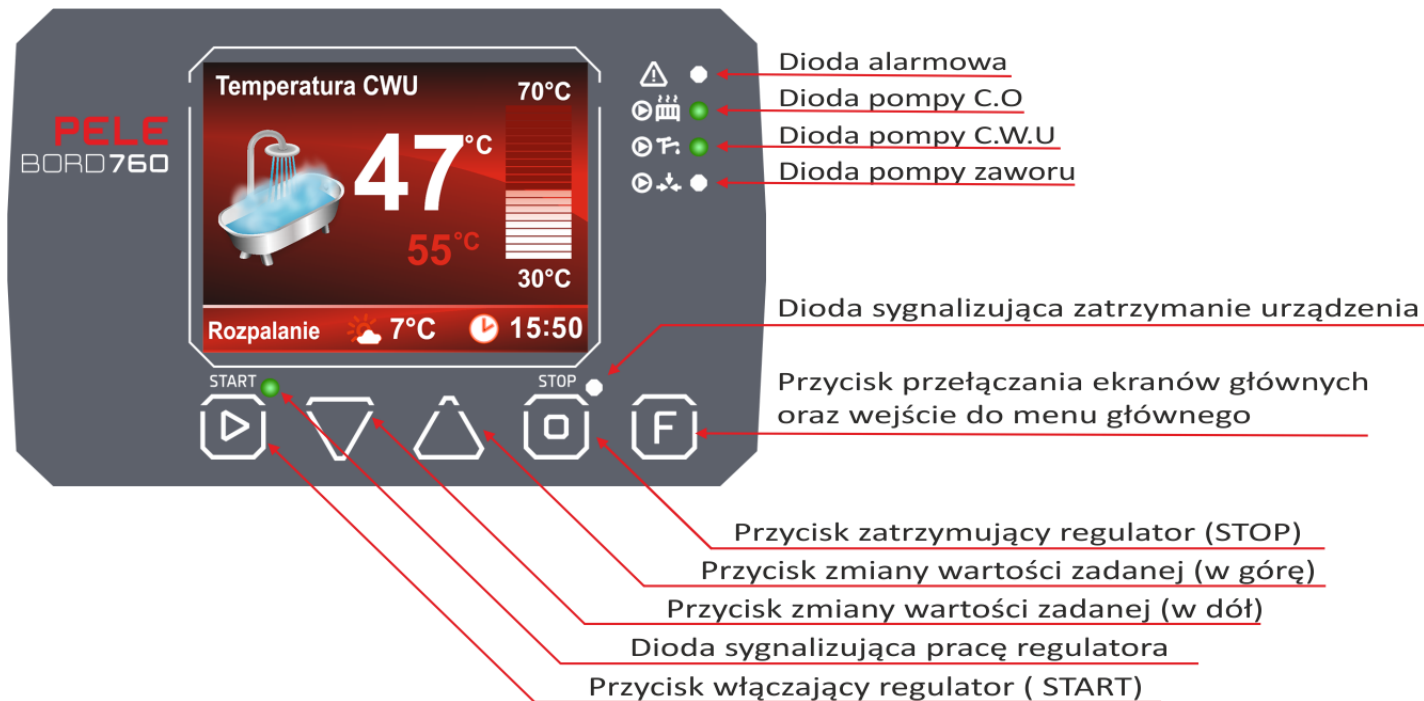 PELE
BORD760
Temperatura CWU
70°C
47°C
55°C
30°C
Rozpalanie 7°C 15:50
START
STOP
F
Dioda alarmowa
Dioda pompy C.O
Dioda pompy C.W.U
Dioda pompy zaworu
Dioda sygnalizująca zatrzymanie urządzenia
Przycisk przełączania ekranów głównych
oraz wejście do menu głównego
Przycisk zatrzymujący regulator (STOP)
Przycisk zmiany wartości zadanej (w górę)
Przycisk zmiany wartości zadanej (w dół)
Dioda sygnalizująca pracę regulatora
Przycisk włączający regulator ( START)